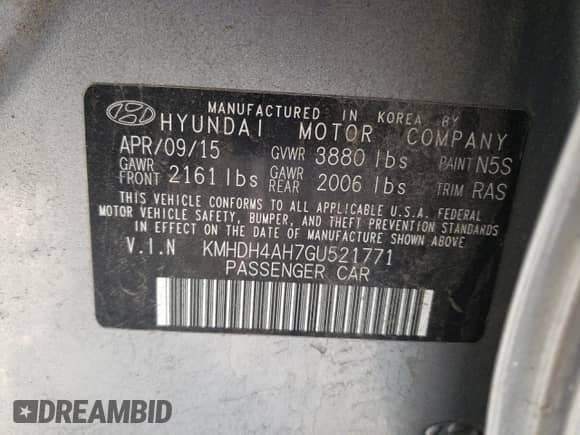 MANUFACTURED IN KOREA BY
HYUNDAI MOTOR COMPANY
APR/09/15 GVWR 3880 lbs PAINT N5S
GAWR FRONT 2161 lbs GAWR REAR 2006 lbs TRIM RAS
THIS VEHICLE CONFORMS TO ALL APPLICABLE U.S.A. FEDERAL
MOTOR VEHICLE SAFETY, BUMPER, AND THEFT PREVENTION STANDARDS
IN EFFECT ON THE DATE OF MANUFACTURE SHOWN ABOVE
V.I.N KMHDH4AH7GU521771
PASSENGER CAR
DREAMBID